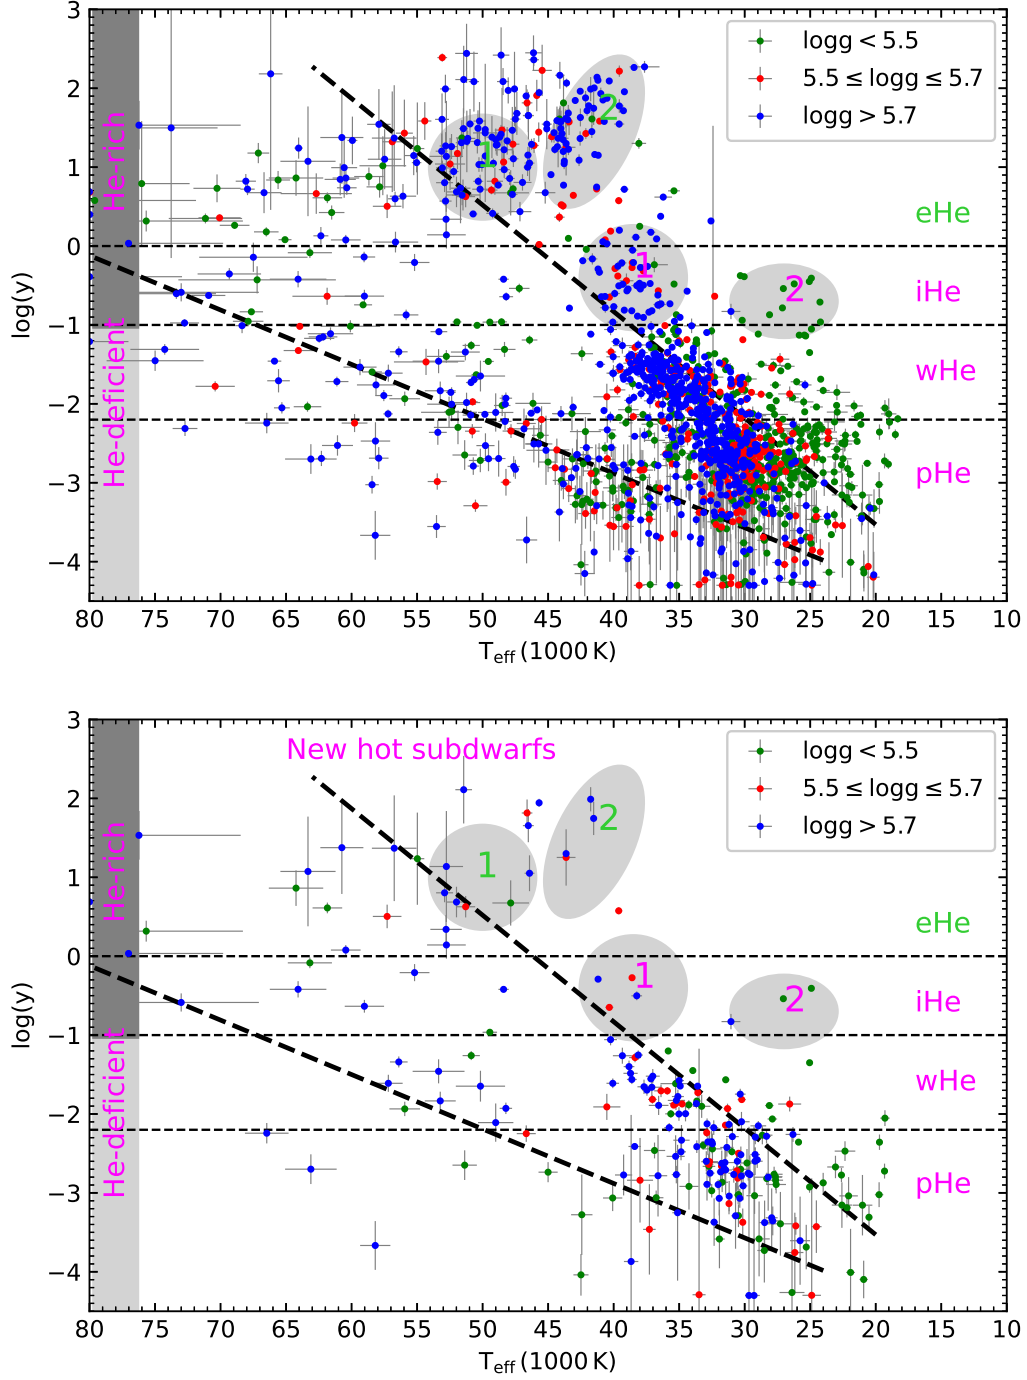 3
2
1
0
−1
−2
−3
−4
log(y)
He-rich
He-deficient
logg < 5.5
5.5 ≤ logg ≤ 5.7
logg > 5.7
1
2
1
2
eHe
iHe
wHe
pHe
80 75 70 65 60 55 50 45 40 35 30 25 20 15 10
Teff (1000 K)
3
2
1
0
−1
−2
−3
−4
log(y)
He-rich
He-deficient
New hot subdwarfs
logg < 5.5
5.5 ≤ logg ≤ 5.7
logg > 5.7
1
2
1
2
eHe
iHe
wHe
pHe
80 75 70 65 60 55 50 45 40 35 30 25 20 15 10
Teff (1000 K)